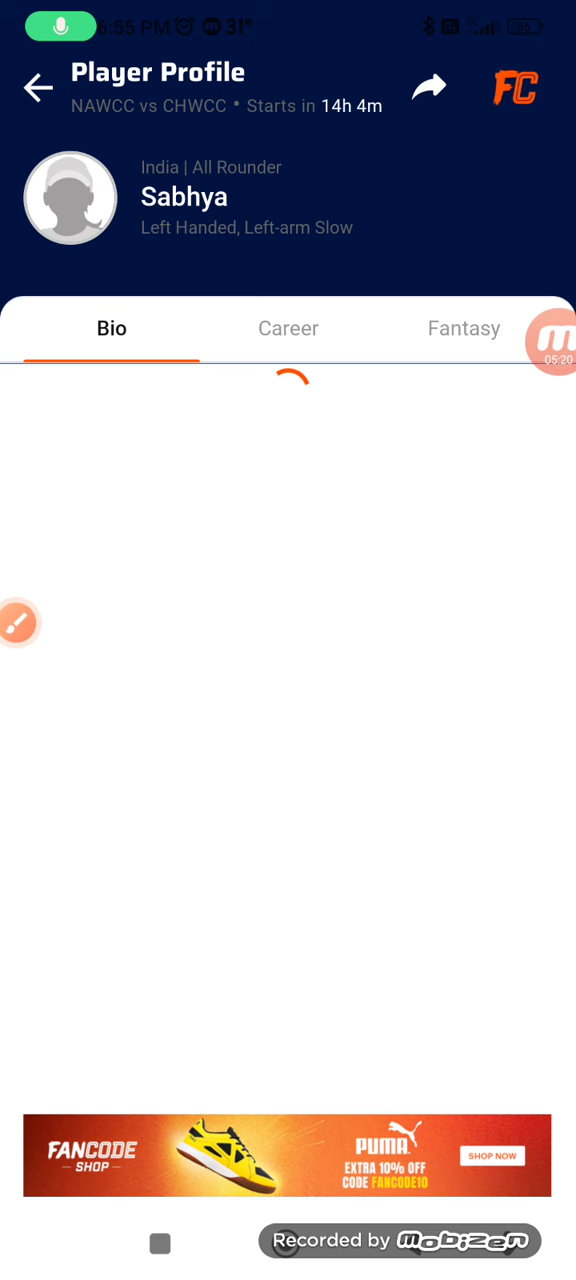 6:55 PM 31°
Player Profile
NAWCC vs CHWCC • Starts in 14h 4m
FC
India | All Rounder
Sabhya
Left Handed, Left-arm Slow
Bio Career Fantasy
05:20
FANCODE
SHOP
PUMA
EXTRA 10% OFF
CODE FANCODE10
SHOP NOW
Recorded by mobizen